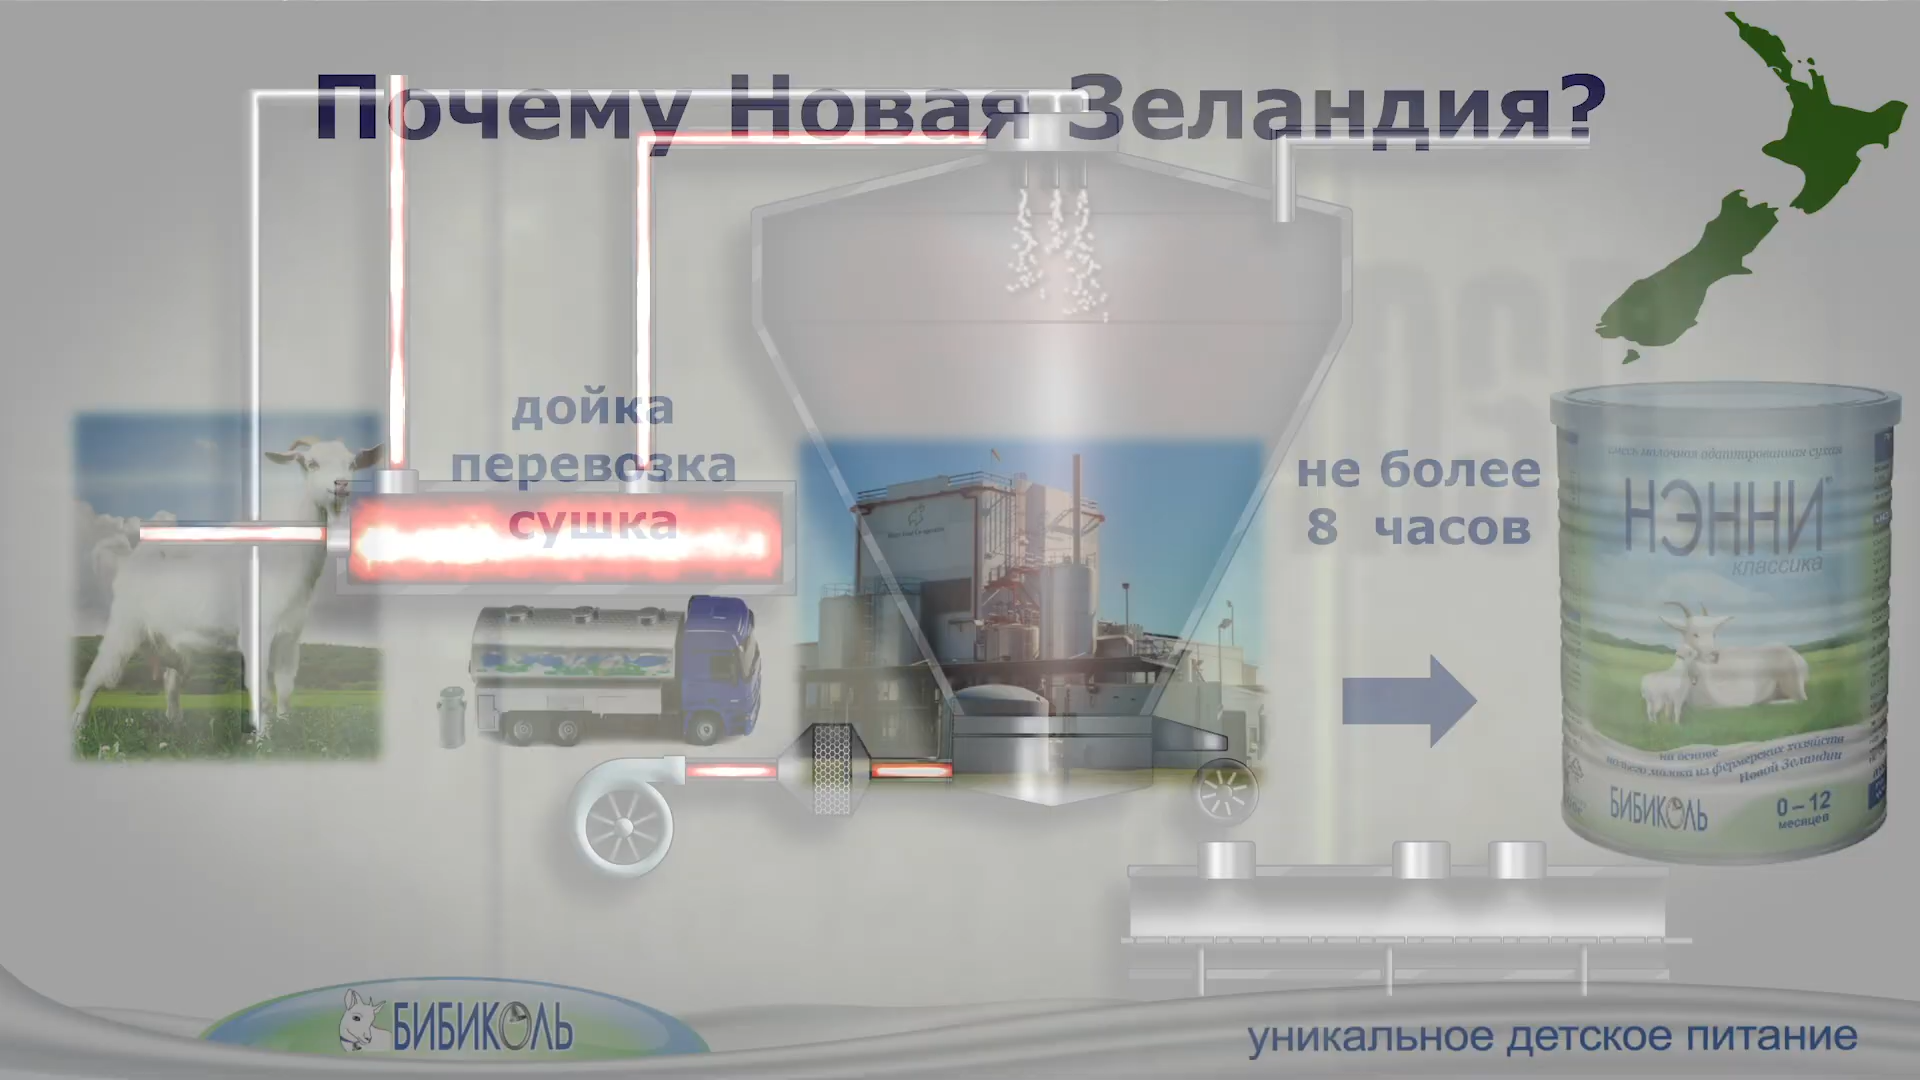 Почему Новая Зеландия?
дойка
перевозка
сушка
не более
8 часов
смесь молочная адаптированная сухая
НЭННИ
классика
на основе
козьего молока из фермерских хозяйств
Новой Зеландии
БИБИКОЛЬ
0–12
месяцев
БИБИКОЛЬ
уникальное детское питание